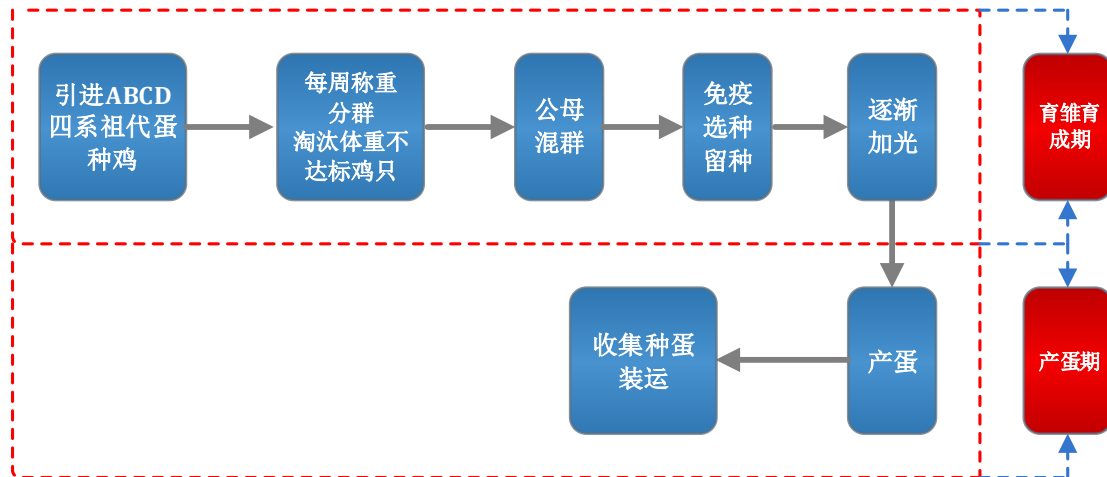 引进ABCD
四系祖代蛋
种鸡
每周称重
分群
淘汰体重不
达标鸡只
公母
混群
免疫
选种
留种
逐渐
加光
育雏育
成期
收集种蛋
装运
产蛋
产蛋期